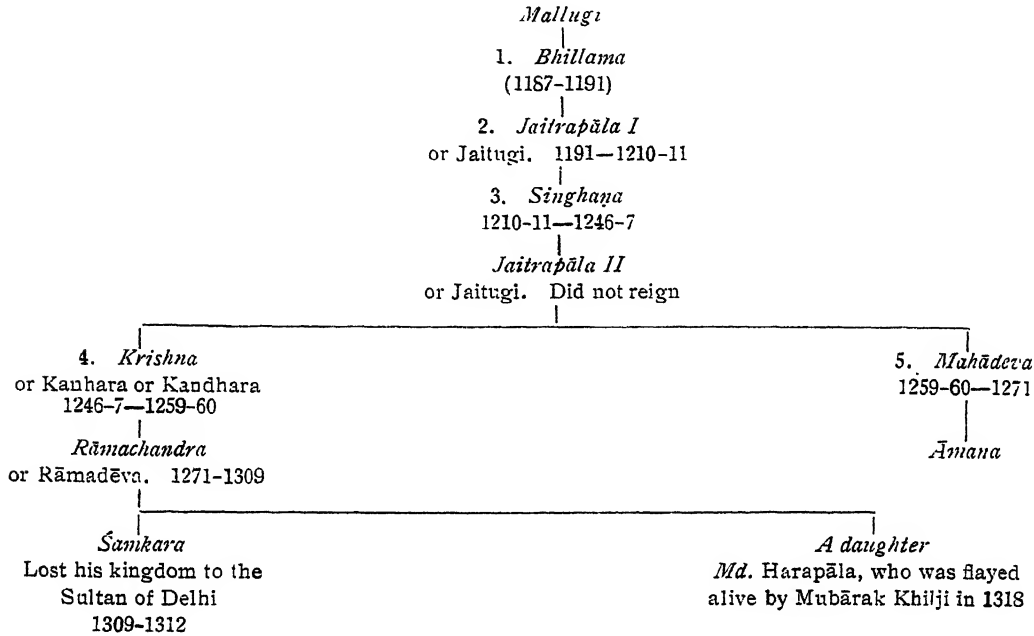 Mallugi
1. Bhillama
(1187-1191)
2. Jaitrapāla I
or Jaitugi. 1191—1210-11
3. Singhaṇa
1210-11—1246-7
Jaitrapāla II
or Jaitugi. Did not reign
4. Krishna
or Kanhara or Kandhara
1246-7—1259-60
5. Mahādeva
1259-60—1271
Rāmachandra
or Rāmadēva. 1271-1309
Āmana
Śaṁkara
Lost his kingdom to the
Sultan of Delhi
1309-1312
A daughter
Md. Harapāla, who was flayed
alive by Mubārak Khilji in 1318